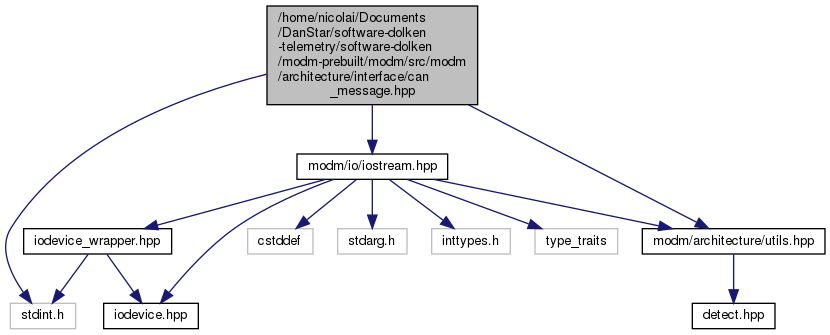 /home/nicolai/Documents
/DanStar/software-dolken
-telemetry/software-dolken
/modm-prebuilt/modm/src/modm
/architecture/interface/can
_message.hpp
modm/io/iostream.hpp
iodevice_wrapper.hpp
cstddef
stdarg.h
inttypes.h
type_traits
modm/architecture/utils.hpp
stdint.h
iodevice.hpp
detect.hpp